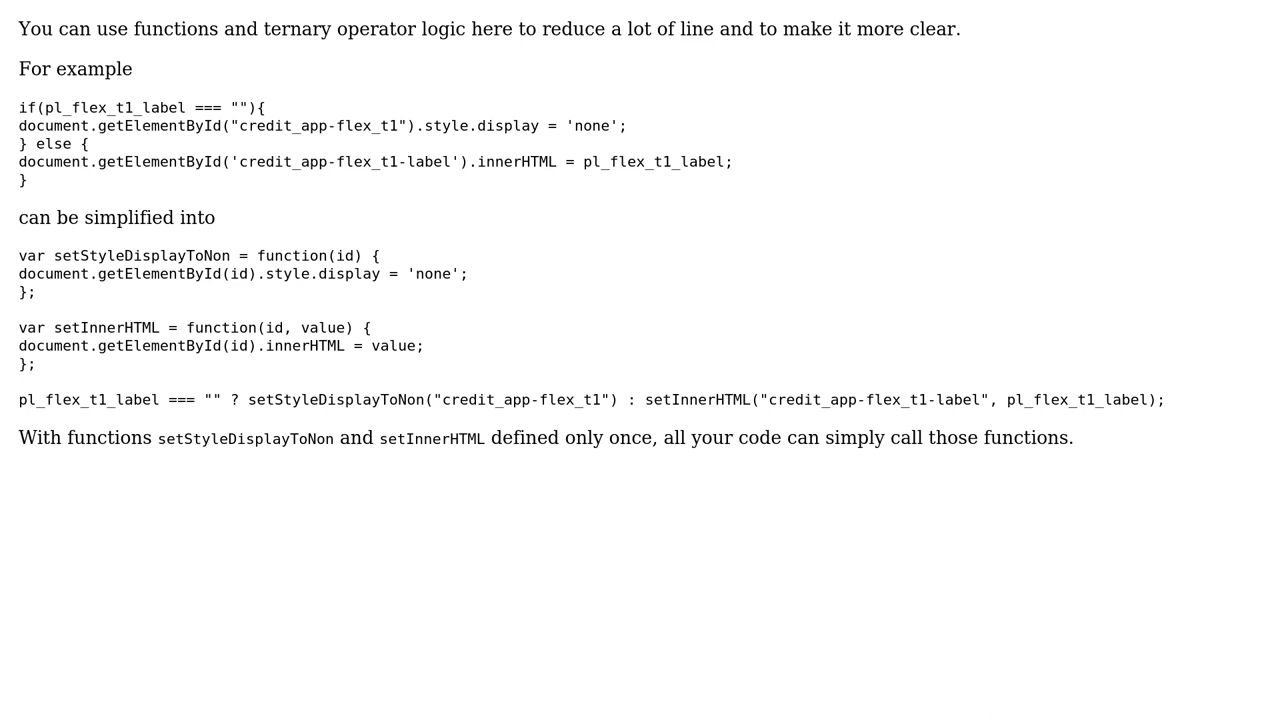 You can use functions and ternary operator logic here to reduce a lot of line and to make it more clear.
For example
if(pl_flex_t1_label === ""){
document.getElementById("credit_app-flex_t1").style.display = 'none';
} else {
document.getElementById('credit_app-flex_t1-label').innerHTML = pl_flex_t1_label;
}
can be simplified into
var setStyleDisplayToNon = function(id) {
document.getElementById(id).style.display = 'none';
};
var setInnerHTML = function(id, value) {
document.getElementById(id).innerHTML = value;
};
pl_flex_t1_label === "" ? setStyleDisplayToNon("credit_app-flex_t1") : setInnerHTML("credit_app-flex_t1-label", pl_flex_t1_label);
With functions setStyleDisplayToNon and setInnerHTML defined only once, all your code can simply call those functions.